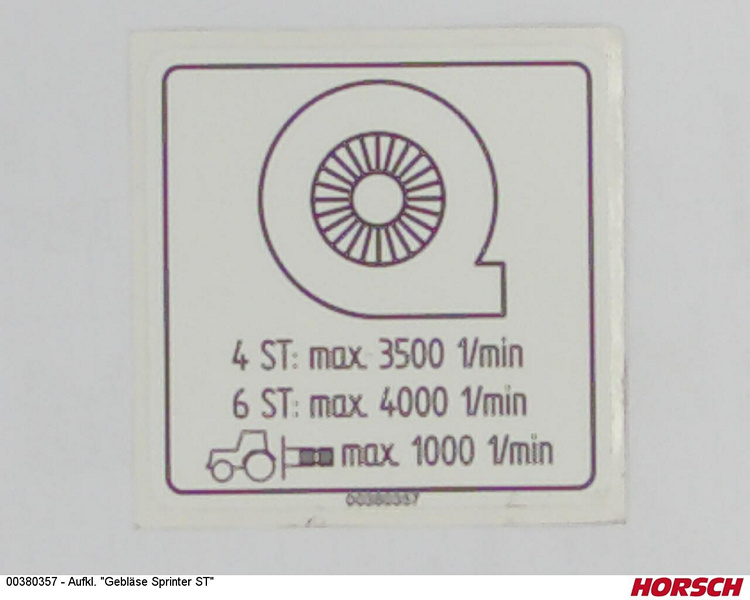 4 ST: max. 3500 1/min
6 ST: max. 4000 1/min
max. 1000 1/min
00380357
00380357 - Aufkl. "Gebläse Sprinter ST"
HORSCH